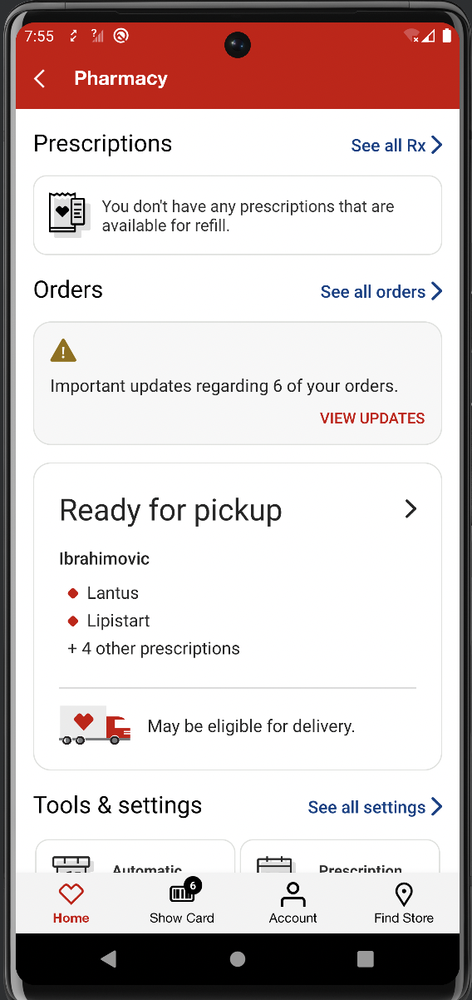 7:55
Pharmacy
Prescriptions
See all Rx
You don't have any prescriptions that are
available for refill.
Orders
See all orders
Important updates regarding 6 of your orders.
VIEW UPDATES
Ready for pickup
Ibrahimovic
Lantus
Lipistart
+ 4 other prescriptions
May be eligible for delivery.
Tools & settings
See all settings
Automatic
Prescription
6
Home
Show Card
Account
Find Store